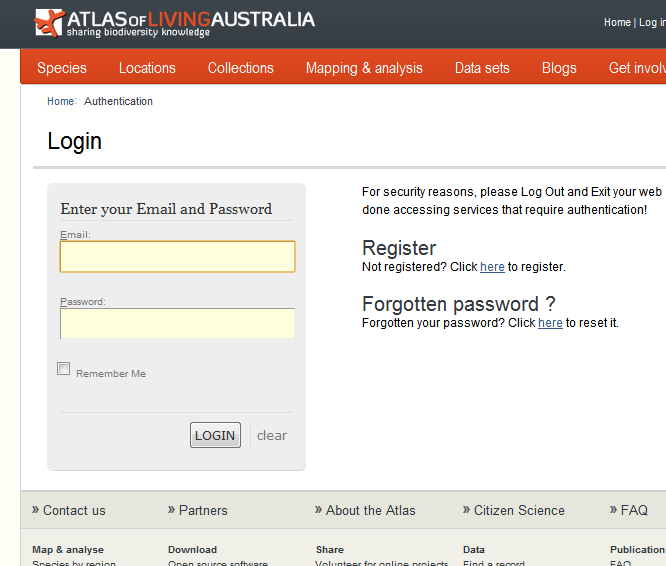 ATLAS OF LIVING AUSTRALIA
sharing biodiversity knowledge
Home | Log in
Species Locations Collections Mapping & analysis Data sets Blogs Get involv
Home Authentication
Login
Enter your Email and Password
Email:
Password:
Remember Me
LOGIN clear
For security reasons, please Log Out and Exit your web
done accessing services that require authentication!
Register
Not registered? Click here to register.
Forgotten password ?
Forgotten your password? Click here to reset it.
» Contact us » Partners » About the Atlas » Citizen Science » FAQ
Map & analyse Download Share Data Publication
Species by region Open source software Volunteer for online projects Find a record FAQ